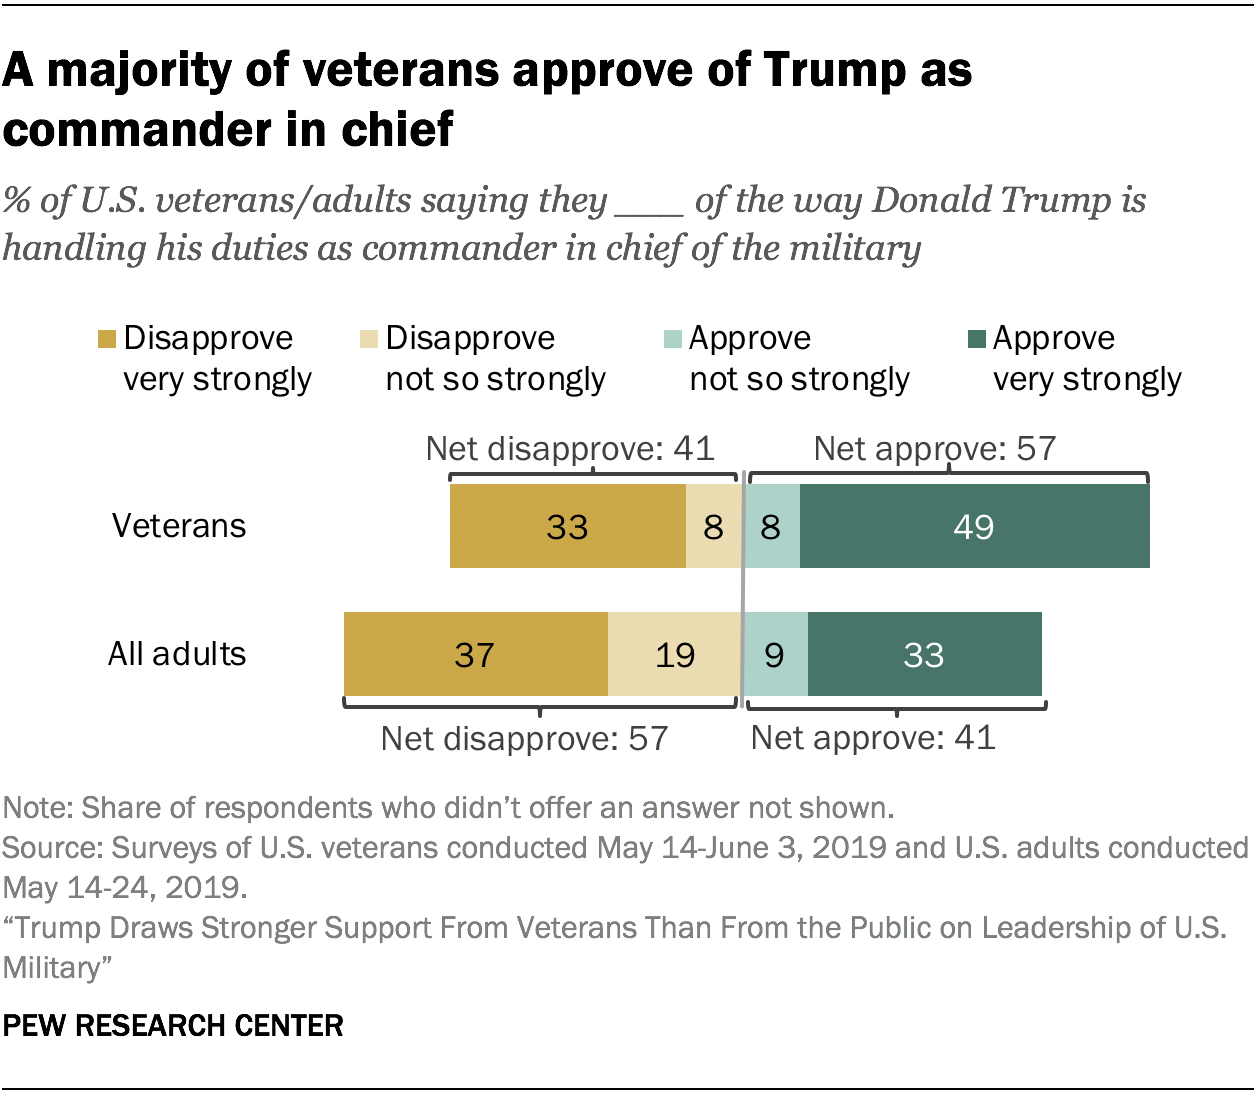 A majority of veterans approve of Trump as
commander in chief
% of U.S. veterans/adults saying they ___ of the way Donald Trump is
handling his duties as commander in chief of the military
Disapprove
very strongly
Disapprove
not so strongly
Approve
not so strongly
Approve
very strongly
Net disapprove: 41 Net approve: 57
Veterans 33 8 8 49
All adults 37 19 9 33
Net disapprove: 57 Net approve: 41
Note: Share of respondents who didn’t offer an answer not shown.
Source: Surveys of U.S. veterans conducted May 14-June 3, 2019 and U.S. adults conducted
May 14-24, 2019.
“Trump Draws Stronger Support From Veterans Than From the Public on Leadership of U.S.
Military”
PEW RESEARCH CENTER